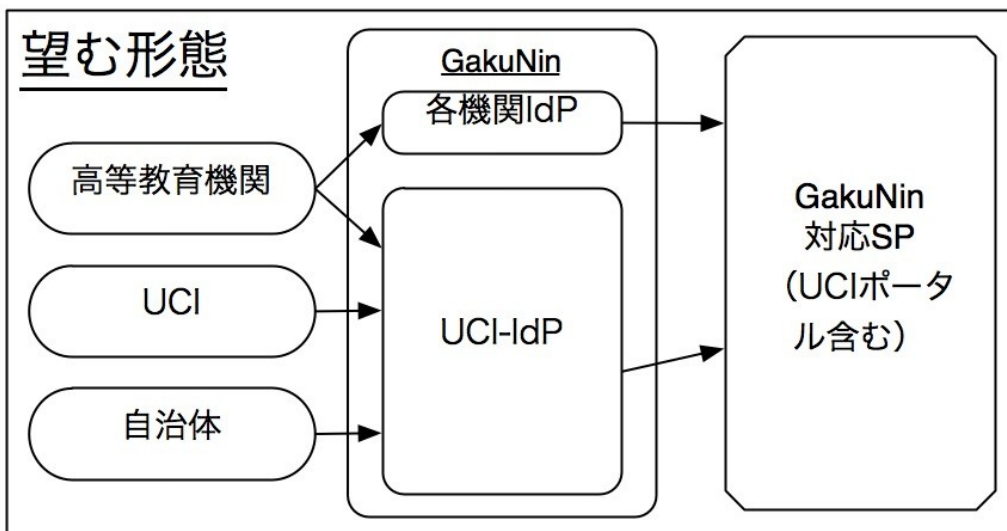 望む形態
GakuNin
各機関IdP
高等教育機関
UCI
自治体
UCI-IdP
GakuNin
対応SP
（UCIポータ
ル含む）